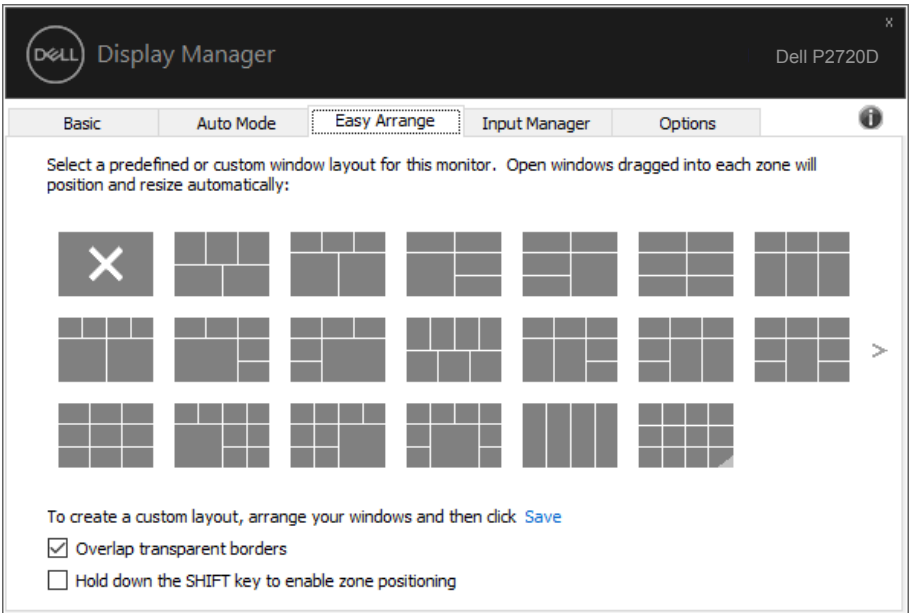 x
DELL Display Manager
Dell P2720D
Basic Auto Mode Easy Arrange Input Manager Options
Select a predefined or custom window layout for this monitor. Open windows dragged into each zone will
position and resize automatically:
>
To create a custom layout, arrange your windows and then click Save
Overlap transparent borders
Hold down the SHIFT key to enable zone positioning